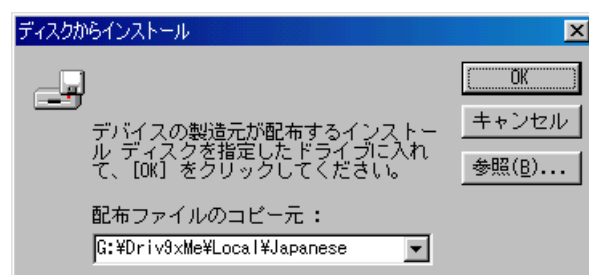 ディスクからインストール
OK
デバイスの製造元が配布するインストー
ル ディスクを指定したドライブに入れ
て、[OK] をクリックしてください。
キャンセル
参照(B)...
配布ファイルのコピー元：
G:¥Driv9xMe¥Local¥Japanese